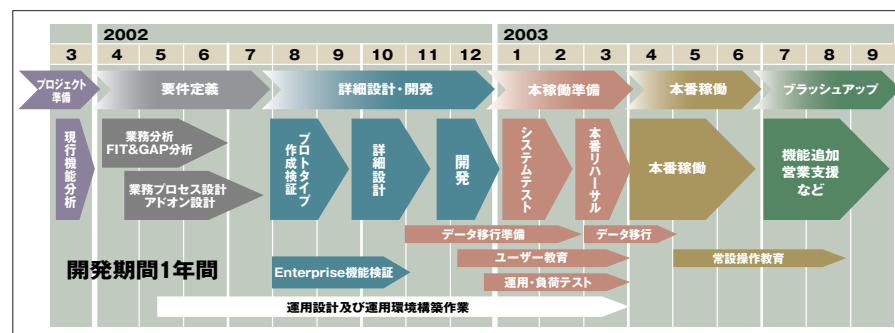 2002
2003
3 4 5 6 7 8 9 10 11 12 1 2 3 4 5 6 7 8 9
プロジェクト
準備
要件定義
詳細設計・開発
本稼働準備
本番稼働
ブラッシュアップ
現行機能分析
業務分析
FIT&GAP分析
業務プロセス設計
アドオン設計
プロトタイプ
作成検証
詳細設計
開発
システムテスト
本番リハーサル
本番稼働
機能追加
営業支援
など
データ移行準備
データ移行
ユーザー教育
常設操作教育
開発期間1年間
Enterprise機能検証
運用・負荷テスト
運用設計及び運用環境構築作業